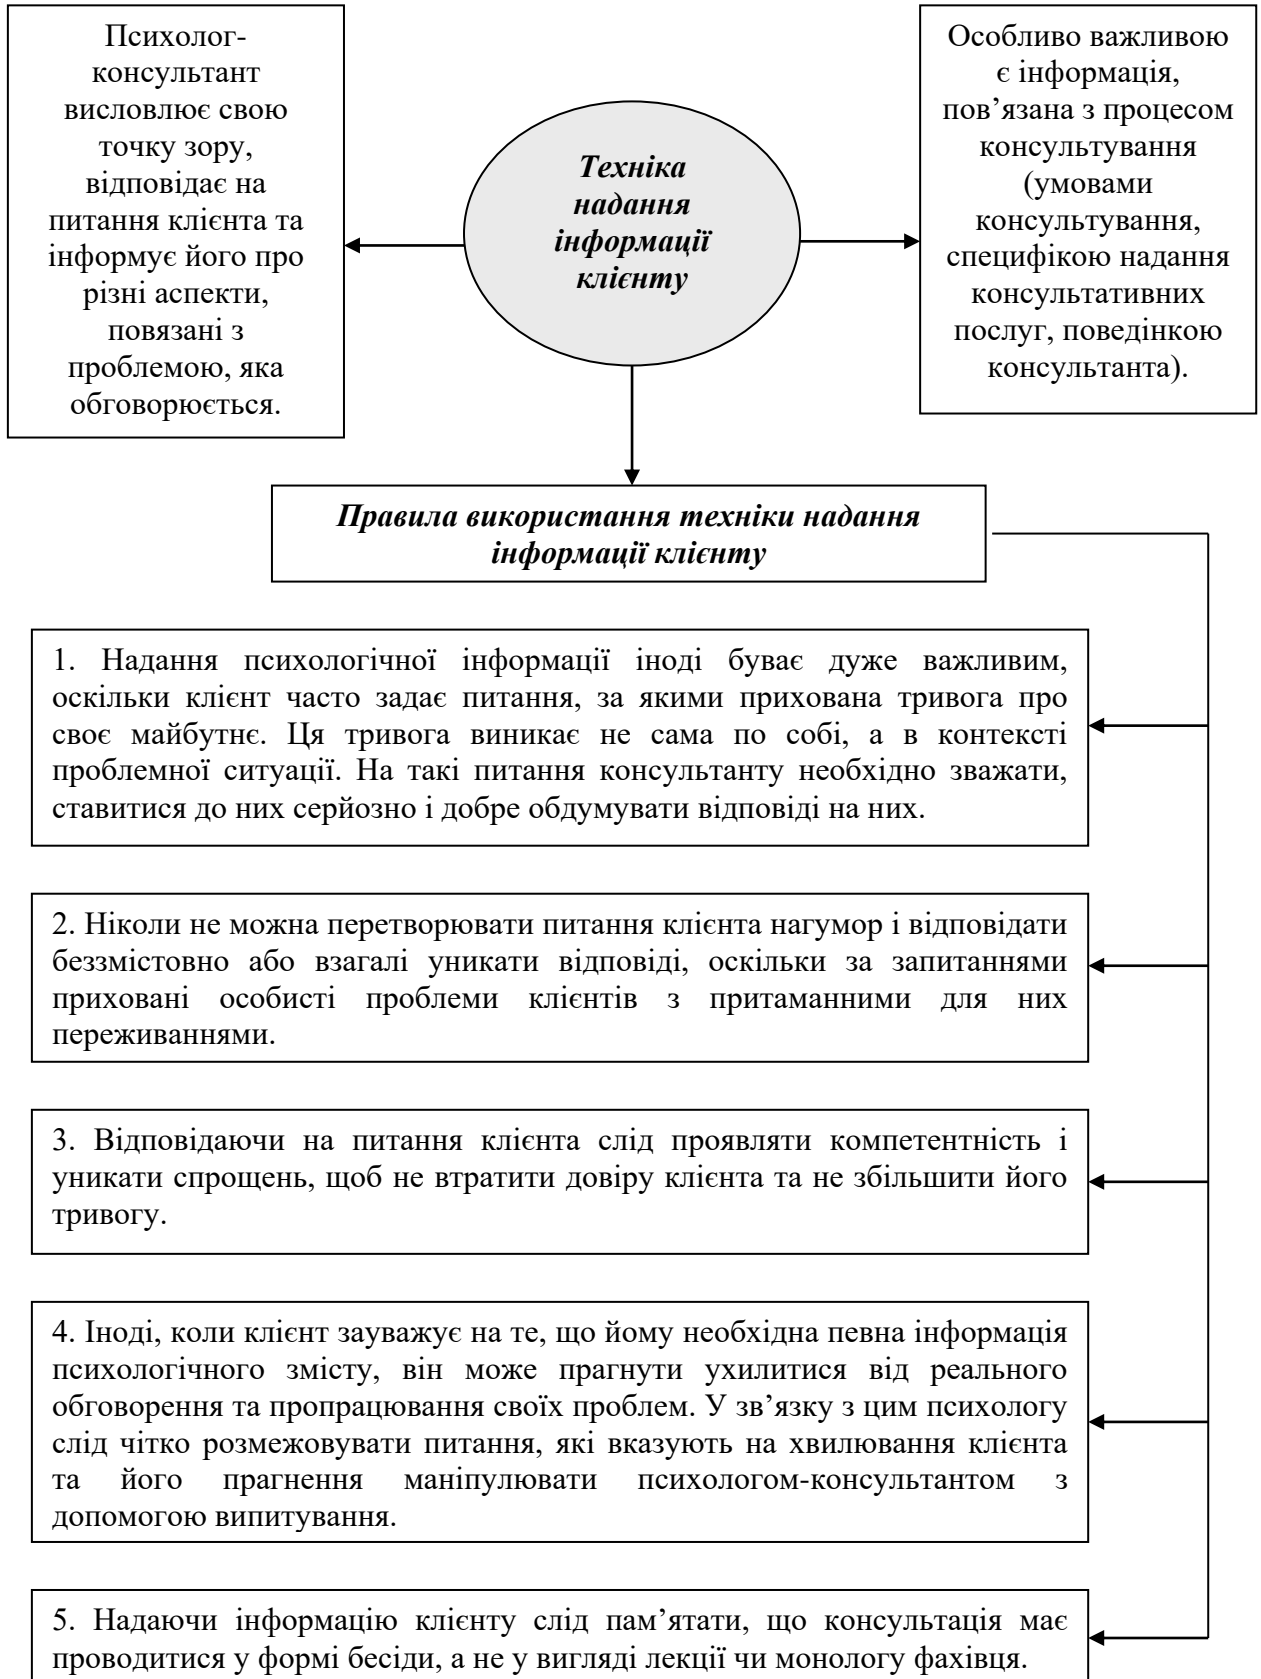 Психолог-
консультант
висловлює свою
точку зору,
відповідає на
питання клієнта та
інформує його про
різні аспекти,
повязані з
проблемою, яка
обговорюється.
Техніка
надання
інформації
клієнту
Особливо важливою
є інформація,
пов’язана з процесом
консультування
(умовами
консультування,
специфікою надання
консультативних
послуг, поведінкою
консультанта).
Правила використання техніки надання
інформації клієнту
1. Надання психологічної інформації іноді буває дуже важливим,
оскільки клієнт часто задає питання, за якими прихована тривога про
своє майбутнє. Ця тривога виникає не сама по собі, а в контексті
проблемної ситуації. На такі питання консультанту необхідно зважати,
ставитися до них серйозно і добре обдумувати відповіді на них.
2. Ніколи не можна перетворювати питання клієнта нагумор і відповідати
беззмістовно або взагалі уникати відповіді, оскільки за запитаннями
приховані особисті проблеми клієнтів з притаманними для них
переживаннями.
3. Відповідаючи на питання клієнта слід проявляти компетентність і
уникати спрощень, щоб не втратити довіру клієнта та не збільшити його
тривогу.
4. Іноді, коли клієнт зауважує на те, що йому необхідна певна інформація
психологічного змісту, він може прагнути ухилитися від реального
обговорення та пропрацювання своїх проблем. У зв’язку з цим психологу
слід чітко розмежовувати питання, які вказують на хвилювання клієнта
та його прагнення маніпулювати психологом-консультантом з
допомогою випитування.
5. Надаючи інформацію клієнту слід пам’ятати, що консультація має
проводитися у формі бесіди, а не у вигляді лекції чи монологу фахівця.